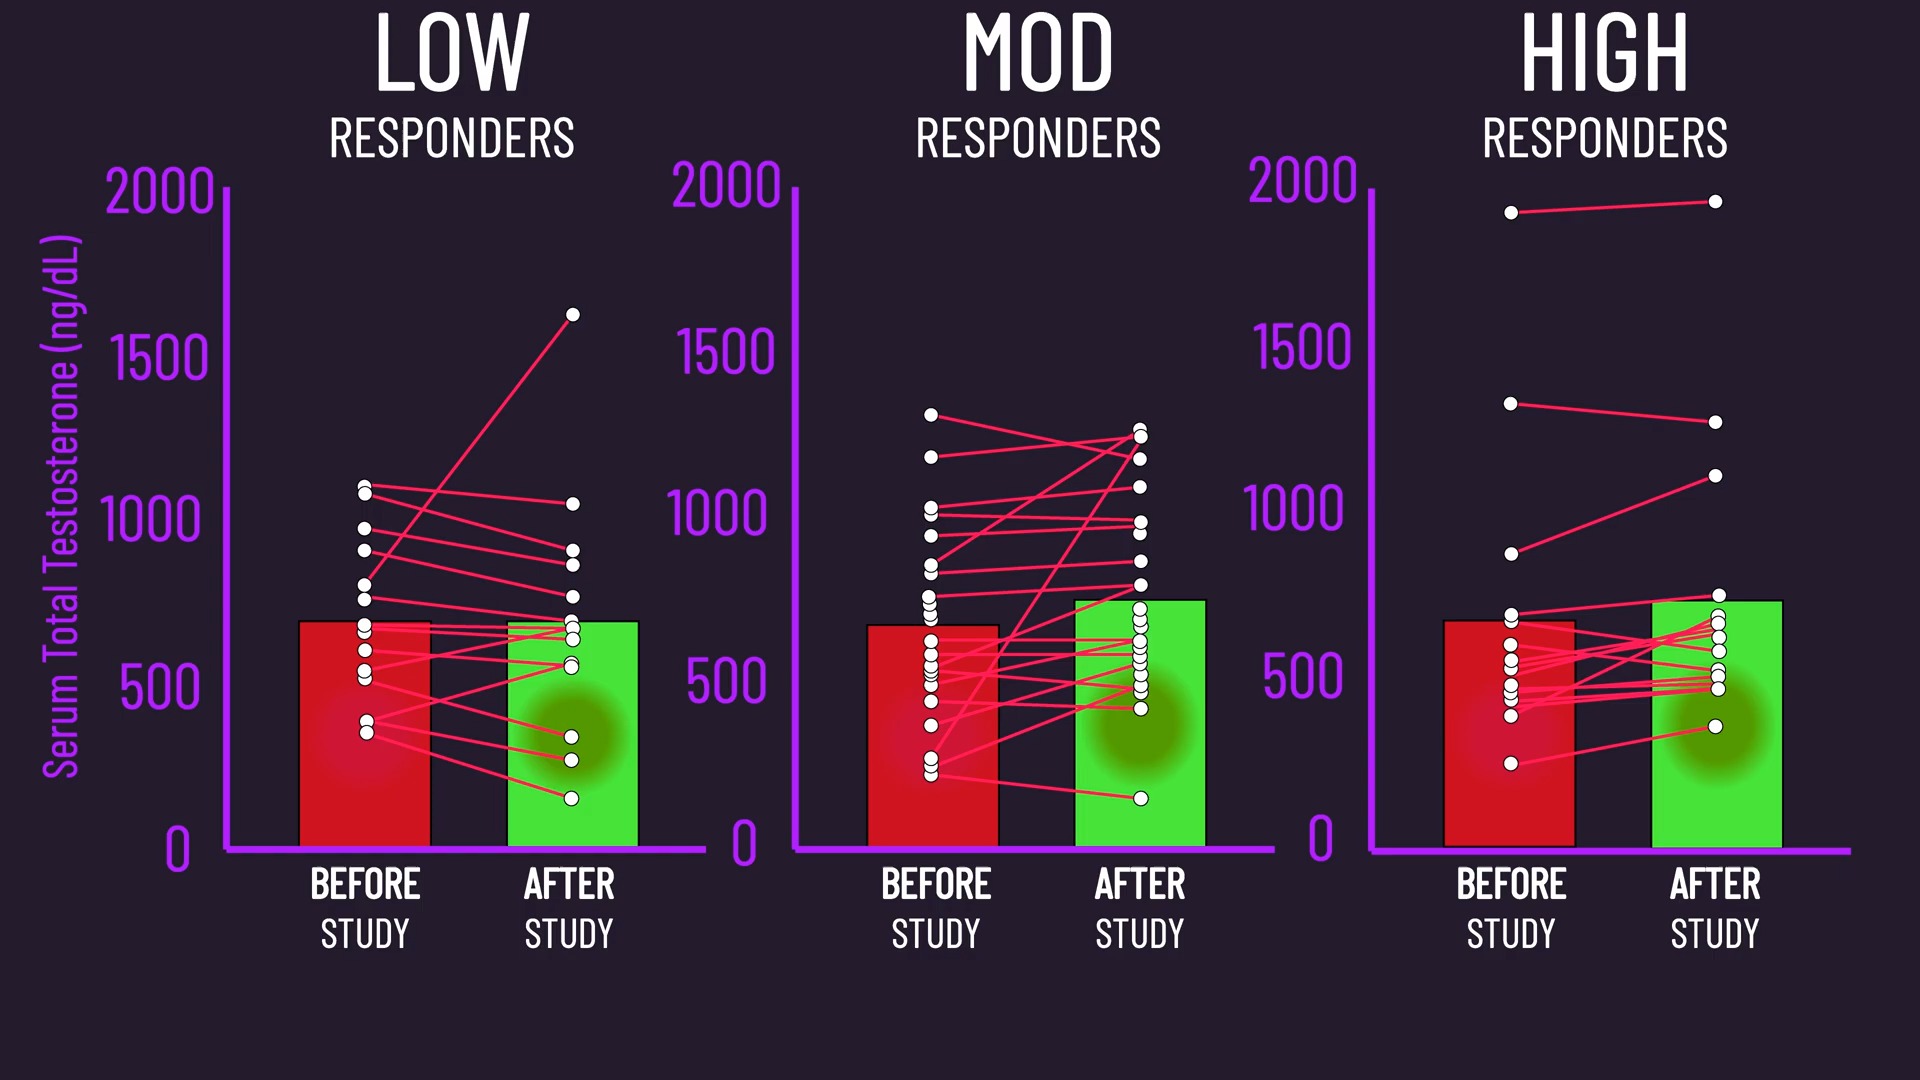 LOW
RESPONDERS
MOD
RESPONDERS
HIGH
RESPONDERS
Serum Total Testosterone (ng/dL)
2000
1500
1000
500
0
2000
1500
1000
500
0
2000
1500
1000
500
0
BEFORE
STUDY
AFTER
STUDY
BEFORE
STUDY
AFTER
STUDY
BEFORE
STUDY
AFTER
STUDY